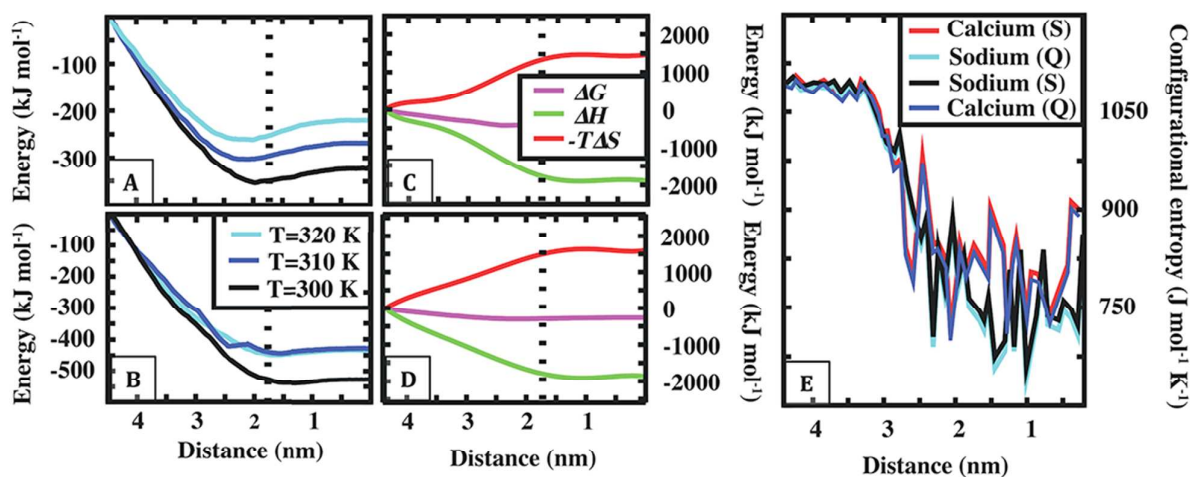 Energy (kJ mol⁻¹)
-100
-200
-300
A
Energy (kJ mol⁻¹)
-100
-200
-300
-400
-500
B
T=320 K
T=310 K
T=300 K
4
3
2
1
Distance (nm)
C
ΔG
ΔH
-TΔS
2000
1000
0
-1000
-2000
Energy (kJ mol⁻¹)
D
2000
1000
0
-1000
-2000
Energy (kJ mol⁻¹)
4
3
2
1
Distance (nm)
Calcium (S)
Sodium (Q)
Sodium (S)
Calcium (Q)
E
1050
900
750
Configurational entropy (J mol⁻¹ K⁻¹)
4
3
2
1
Distance (nm)